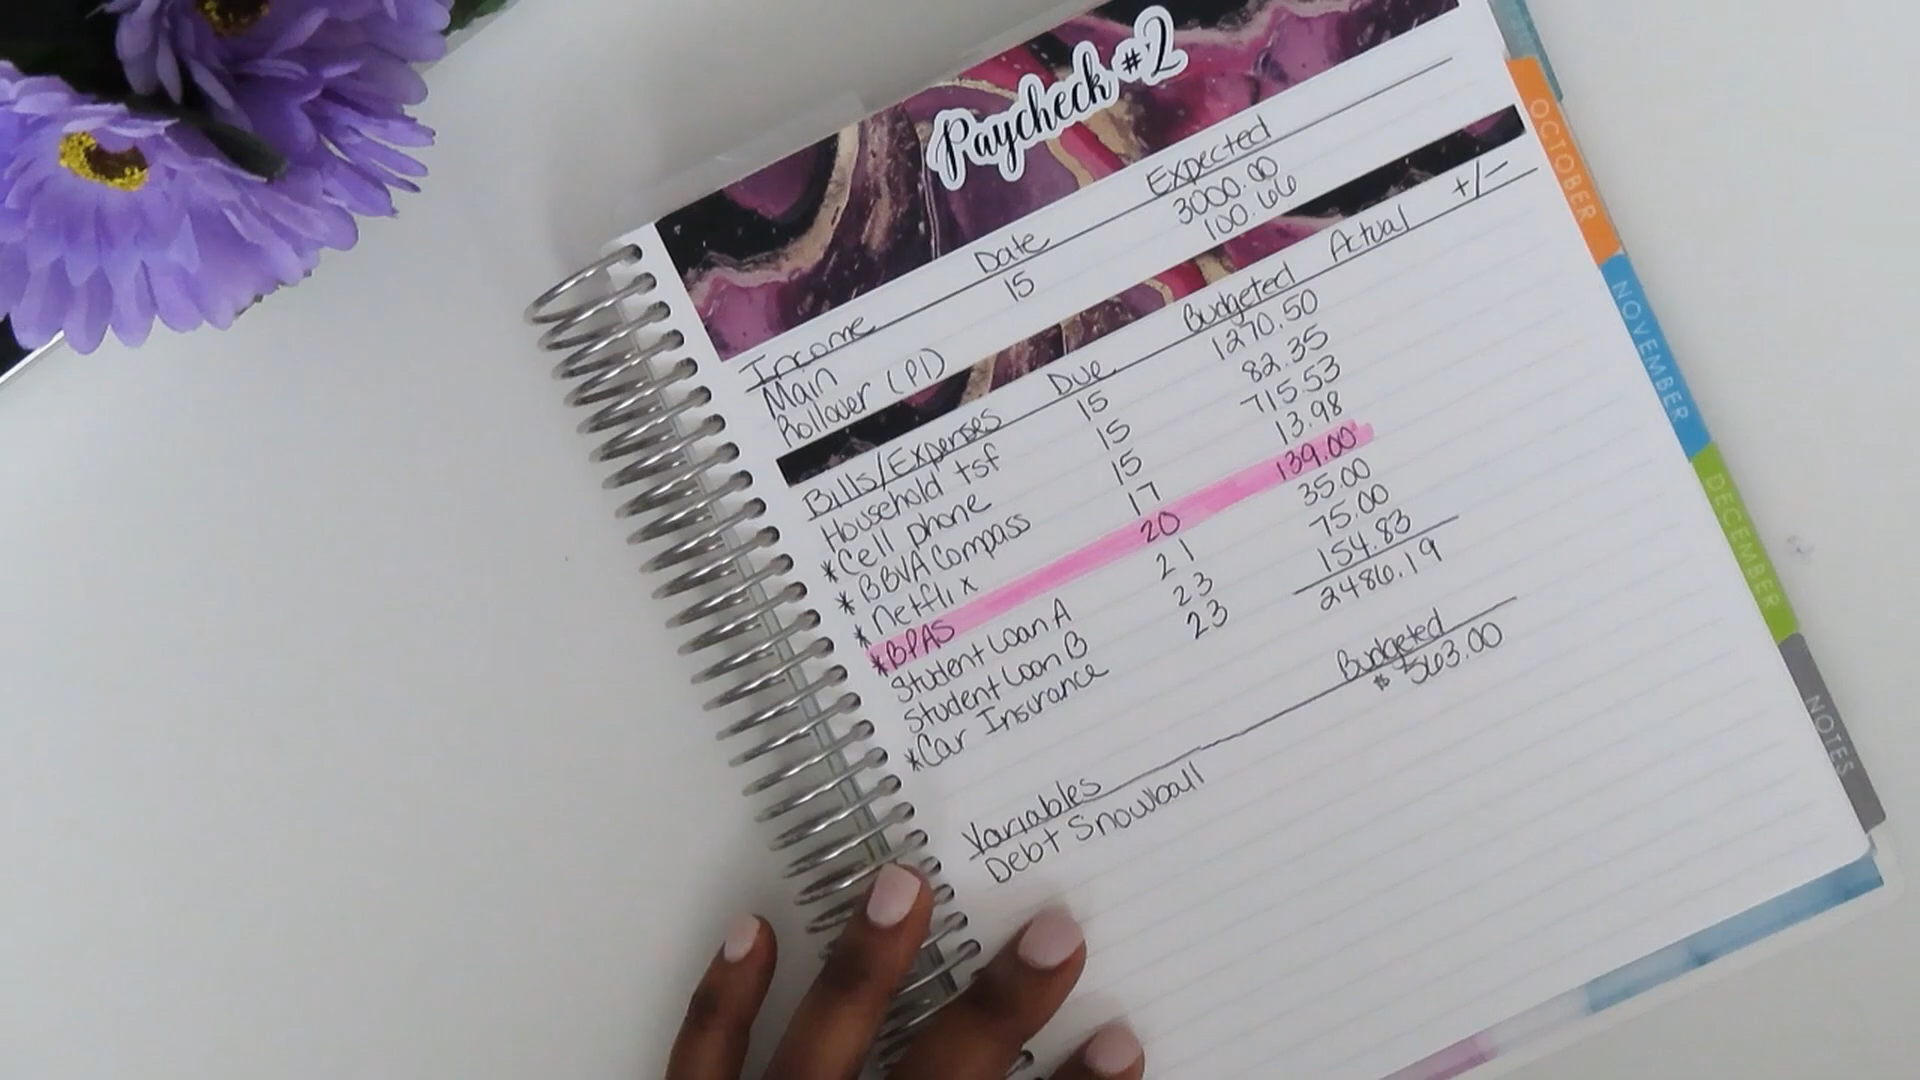 Paycheck #2
Income Date Expected
Main 15 3000.00
Rollover (P1) 100.66
Bills/Expenses Due Budgeted Actual +/-
Household tsf 15 1270.50
*Cell phone 15 82.35
*BBVA Compass 15 715.53
*Netflix 17 13.98
*BPAS 20 139.00
Student Loan A 21 35.00
Student Loan B 23 75.00
*Car Insurance 23 154.83
2486.19
Variables Budgeted
Debt Snowball $563.00
OCTOBER
NOVEMBER
DECEMBER
NOTES